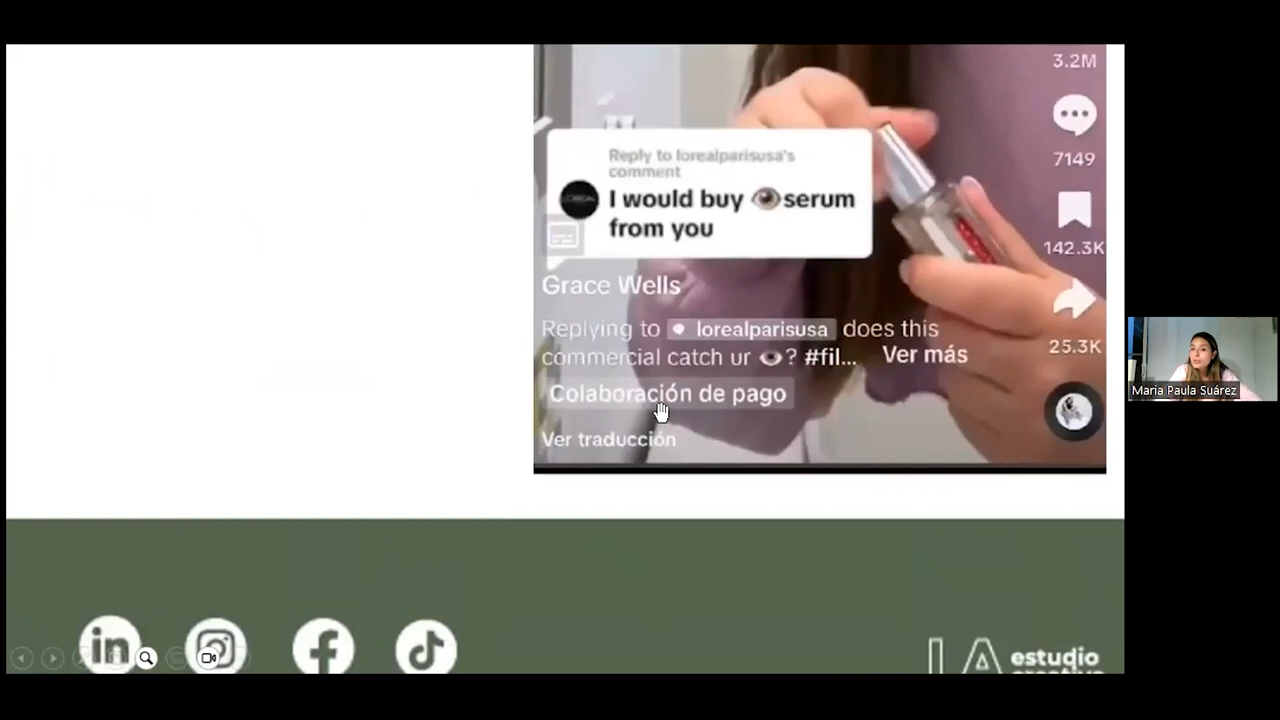 3.2M
Reply to lorealparisusa's
comment
I would buy 👁serum
from you
7149
142.3K
Grace Wells
Replying to lorealparisusa does this
commercial catch ur 👁? #fil... Ver más
25.3K
Colaboración de pago
Ver traducción
Maria Paula Suárez
in
f
LA estudio